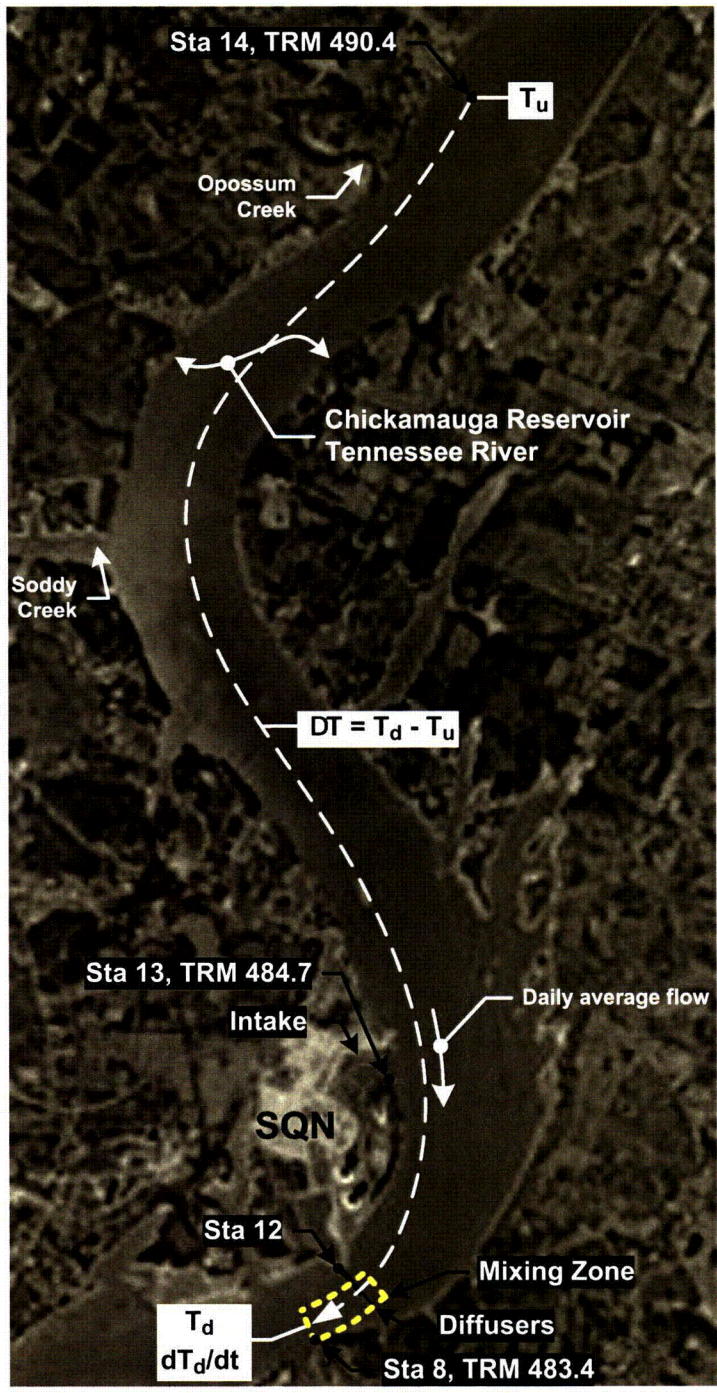 Sta 14, TRM 490.4
Tu
Opossum
Creek
Chickamauga Reservoir
Tennessee River
Soddy
Creek
DT = Td - Tu
Sta 13, TRM 484.7
Daily average flow
Intake
SQN
Sta 12
Mixing Zone
Td
dTd/dt
Diffusers
Sta 8, TRM 483.4